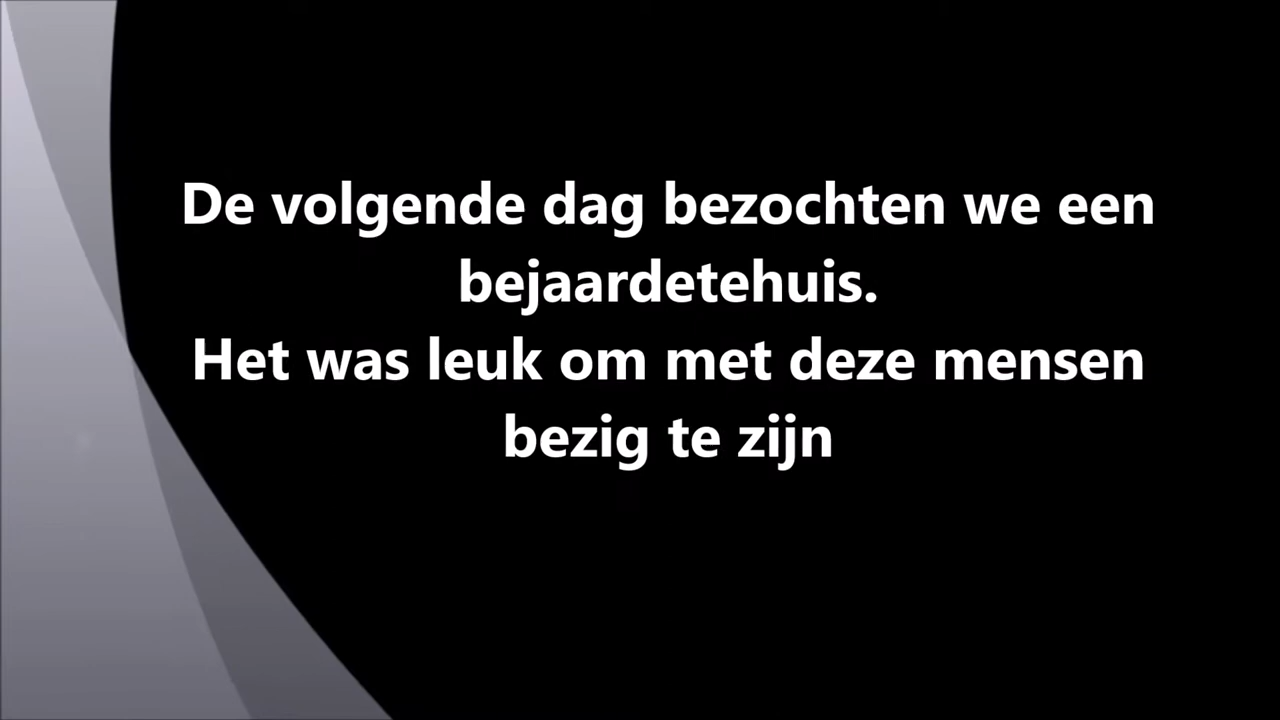 De volgende dag bezochten we een
bejaardetehuis.
Het was leuk om met deze mensen
bezig te zijn